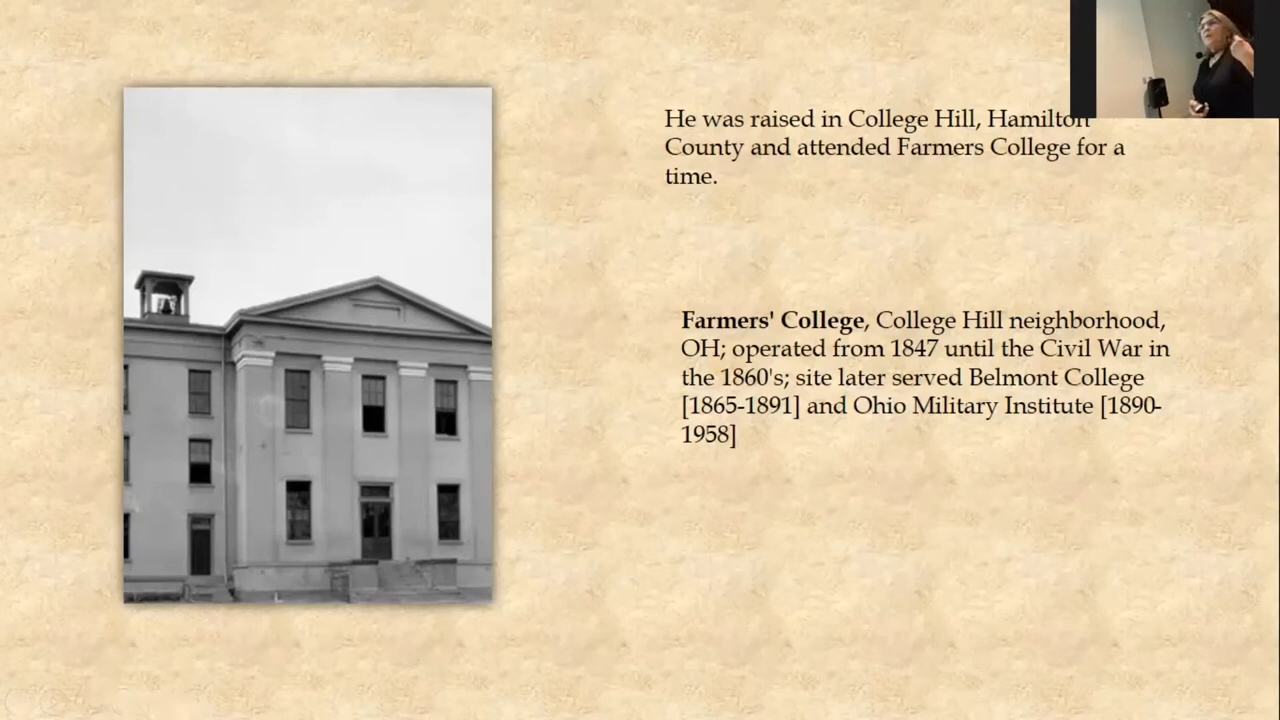 He was raised in College Hill, Hamilton
County and attended Farmers College for a
time.
Farmers' College, College Hill neighborhood,
OH; operated from 1847 until the Civil War in
the 1860's; site later served Belmont College
[1865-1891] and Ohio Military Institute [1890-
1958]